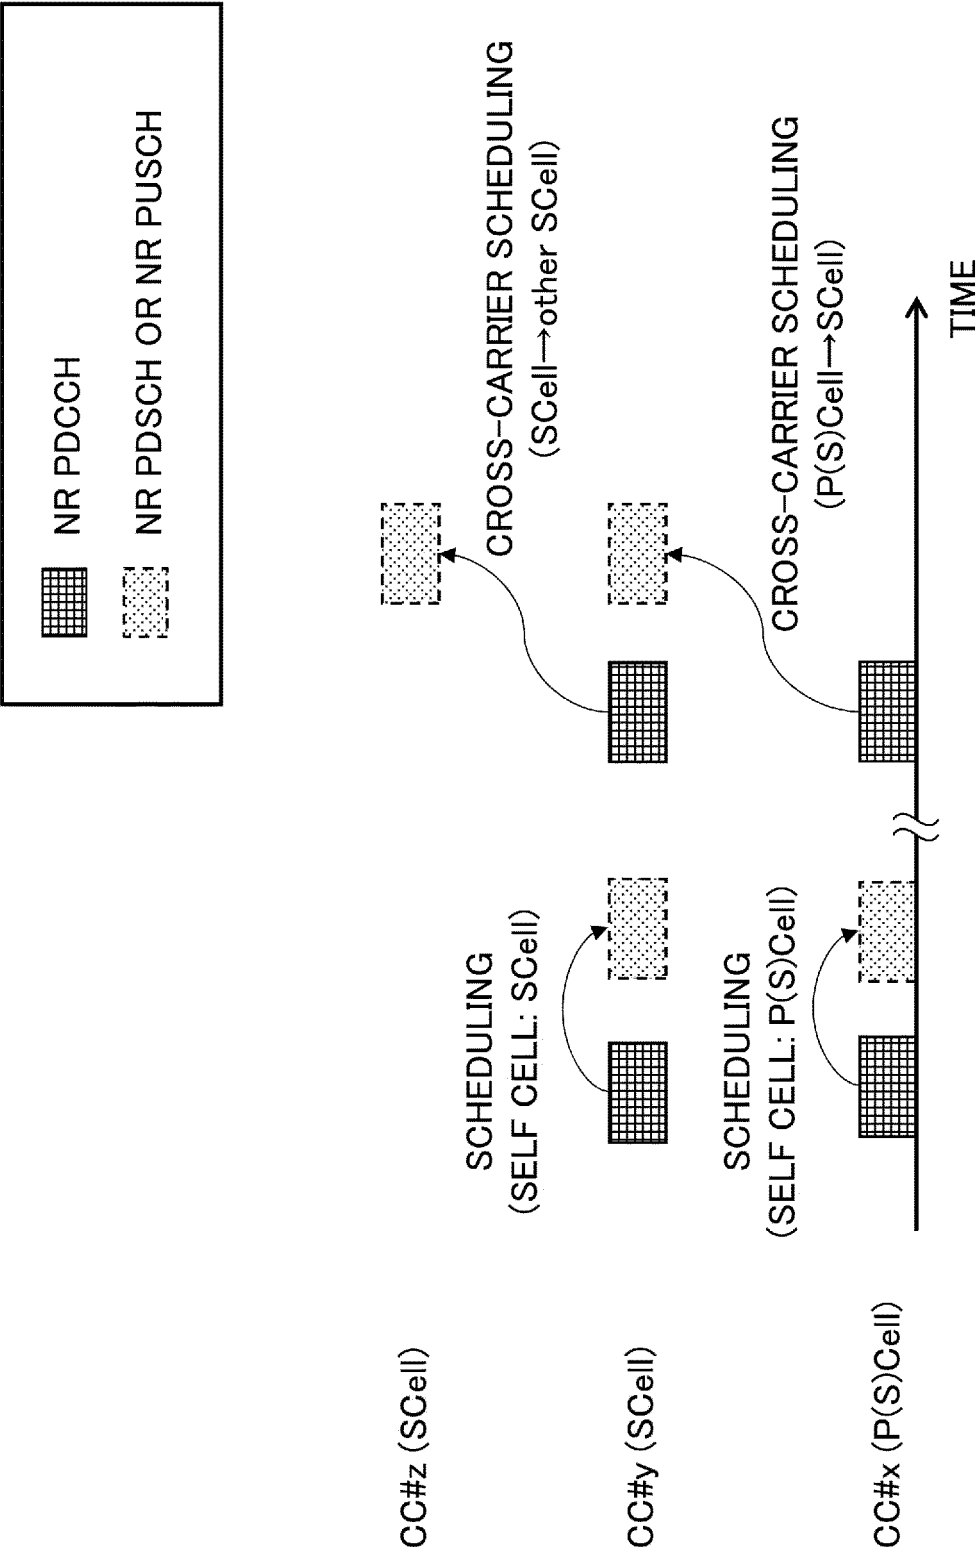 NR PDCCH
NR PDSCH OR NR PUSCH
CROSS-CARRIER SCHEDULING
(SCell→other SCell)
CROSS-CARRIER SCHEDULING
(P(S)Cell→SCell)
SCHEDULING
(SELF CELL: SCell)
SCHEDULING
(SELF CELL: P(S)Cell)
CC#z (SCell)
CC#y (SCell)
CC#x (P(S)Cell)
TIME